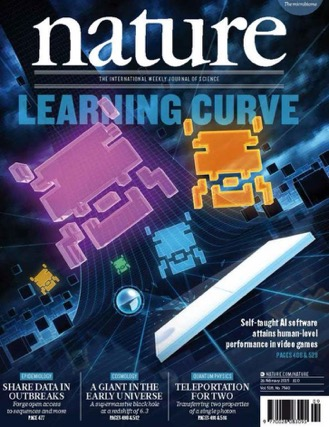 nature
THE INTERNATIONAL WEEKLY JOURNAL OF SCIENCE
LEARNING CURVE
Self-taught AI software
attains human-level
performance in video games
PAGES 486 & 529
EPIDEMIOLOGY
SHARE DATA IN
OUTBREAKS
Forge open access
to sequences and more
PAGE 477
COSMOLOGY
A GIANT IN THE
EARLY UNIVERSE
A supermassive black hole
at a redshift of 6.3
PAGES 490 & 512
QUANTUM PHYSICS
TELEPORTATION
FOR TWO
Transferring two properties
of a single photon
PAGES 491 & 516
NATURE.COM/NATURE
26 February 2015 £10
Vol. 518, No. 7540
09